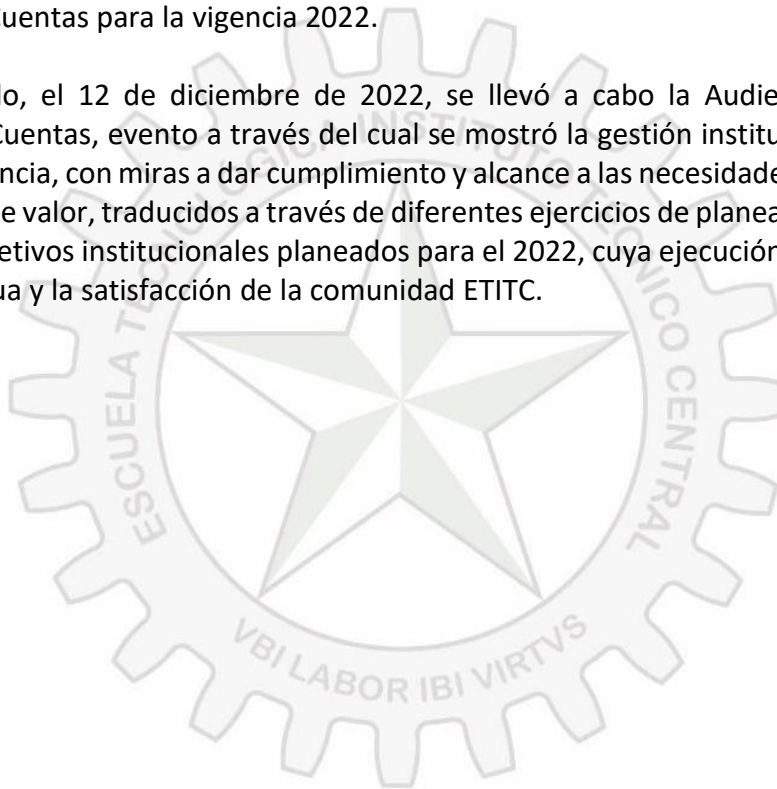 Cuentas para la vigencia 2022.
lo, el 12 de diciembre de 2022, se llevó a cabo la Audie
Cuentas, evento a través del cual se mostró la gestión institu
encia, con miras a dar cumplimiento y alcance a las necesidade
e valor, traducidos a través de diferentes ejercicios de planea
etivos institucionales planeados para el 2022, cuya ejecución
ua y la satisfacción de la comunidad ETITC.
ESCUELA TECNOLÓGICA INSTITUTO TÉCNICO CENTRAL
VBI LABOR IBI VIRTVS